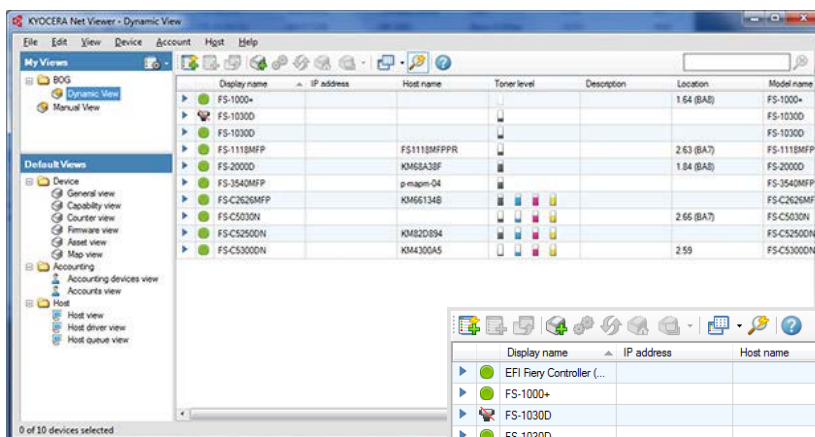 KYOCERA Net Viewer - Dynamic View
File Edit View Device Account Host Help
My Views
BOG
Dynamic View
Manual View
Default Views
Device
General view
Capability view
Counter view
Firmware view
Asset view
Map view
Accounting
Accounting devices view
Accounts view
Host
Host view
Host driver view
Host queue view
Display name IP address Host name Toner level Description Location Model name
FS-1000+ 1.64 (BA8) FS-1000+
FS-1030D FS-1030D
FS-1030D FS-1030D
FS-1118MFP FS1118MFPPR 2.63 (BA7) FS-1118MFP
FS-2000D KM68A38F 1.84 (BA8) FS-2000D
FS-3540MFP p-mapm-04 FS-3540MFP
FS-C2626MFP KM66134B FS-C2626MF
FS-C5030N 2.66 (BA7) FS-C5030N
FS-C5250DN KM82D894 FS-C5250DN
FS-C5300DN KM4300A5 2.59 FS-C5300DN
0 of 10 devices selected
Display name IP address Host name
EFI Fiery Controller (...
FS-1000+
FS-1030D
FS-1030D